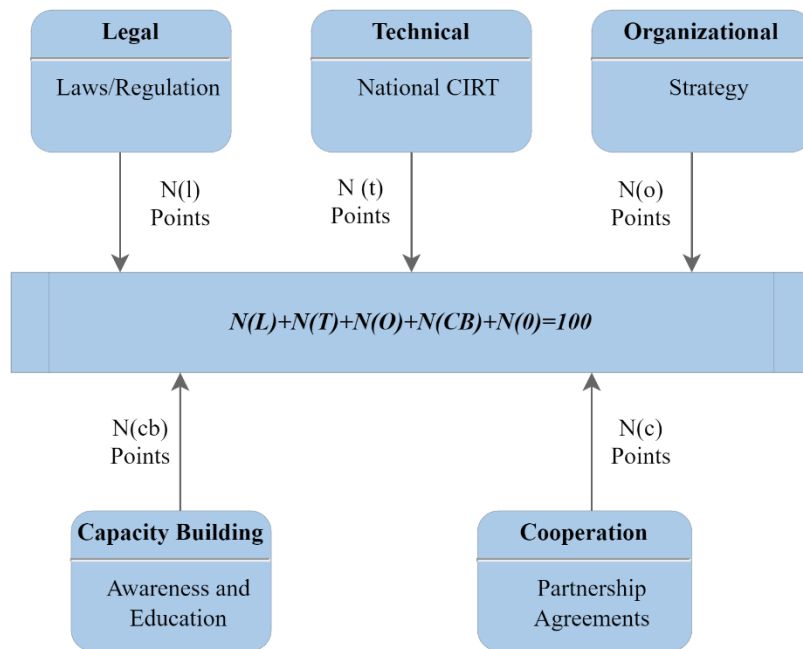 Legal
Laws/Regulation
Technical
National CIRT
Organizational
Strategy
N(l)
Points
N (t)
Points
N(o)
Points
N(L)+N(T)+N(O)+N(CB)+N(0)=100
N(cb)
Points
N(c)
Points
Capacity Building
Awareness and
Education
Cooperation
Partnership
Agreements